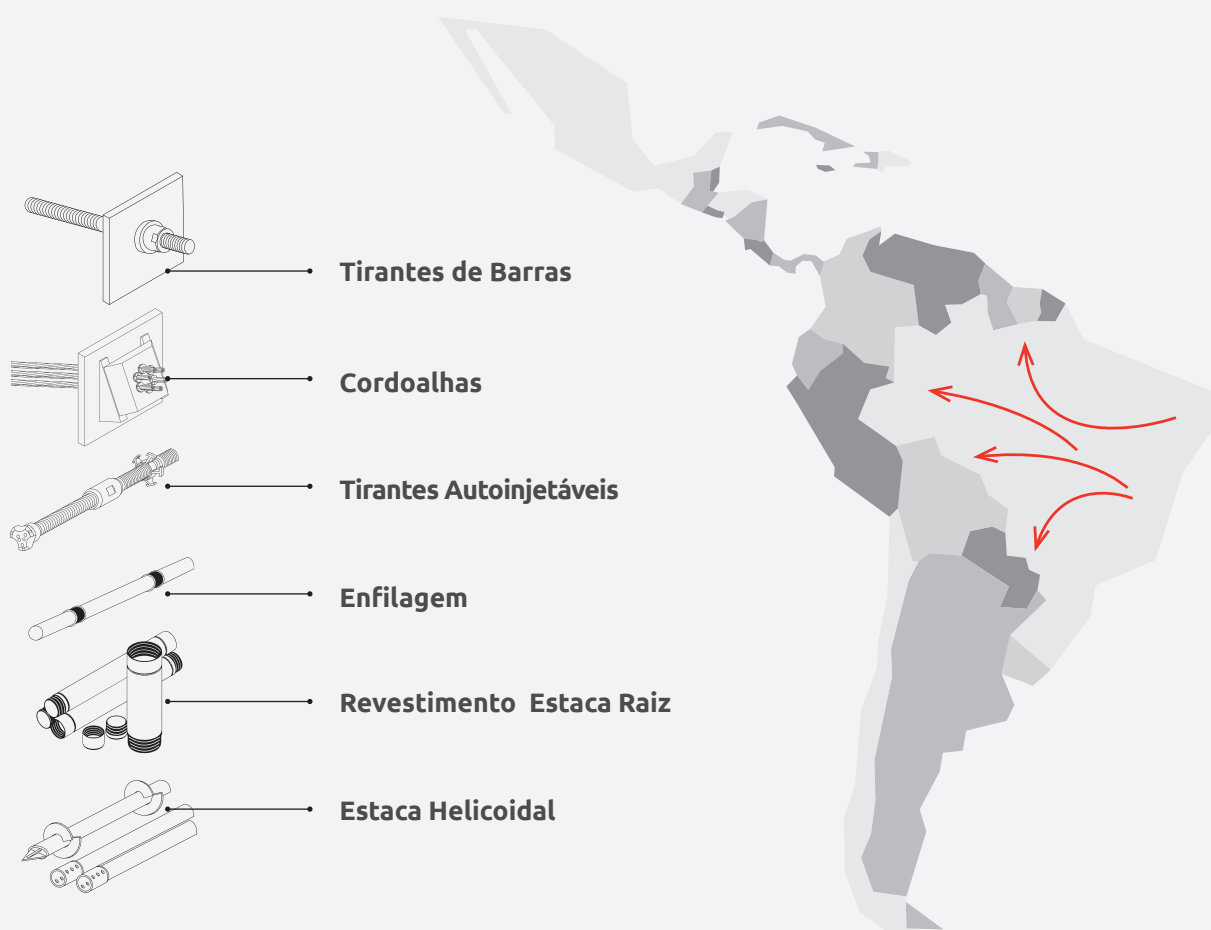 Tirantes de Barras
Cordoalhas
Tirantes Autoinjetáveis
Enfilagem
Revestimento Estaca Raiz
Estaca Helicoidal